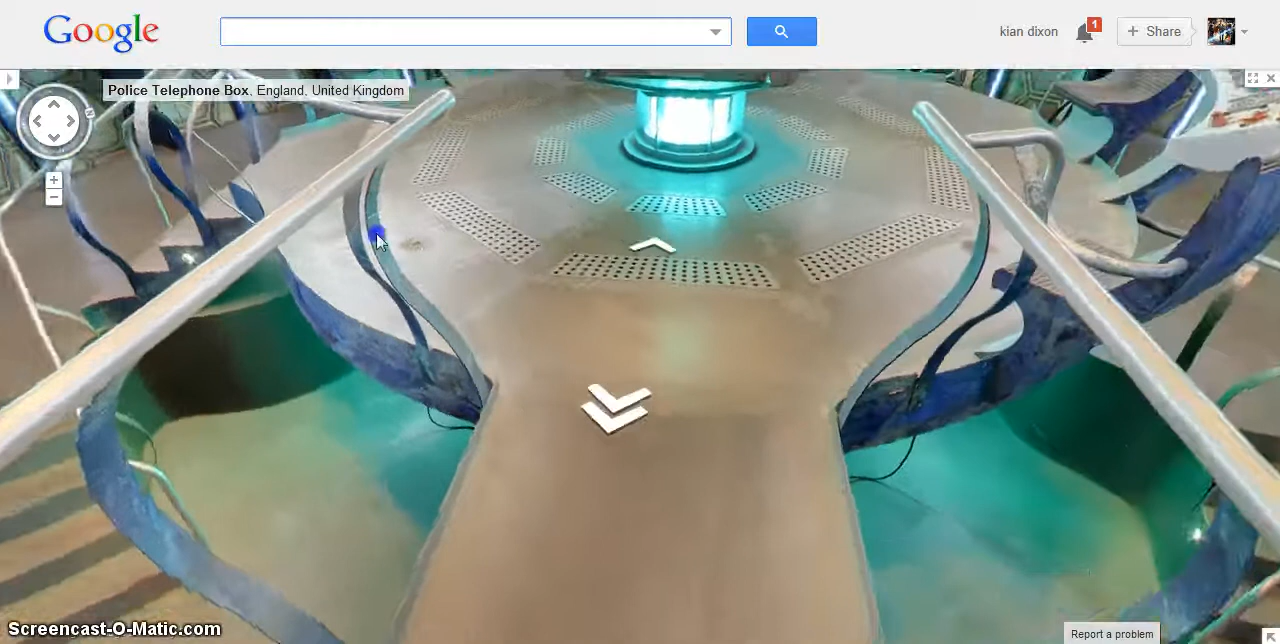 Google
kian dixon
1
+ Share
Police Telephone Box, England, United Kingdom
+
−
Screencast-O-Matic.com
Report a problem